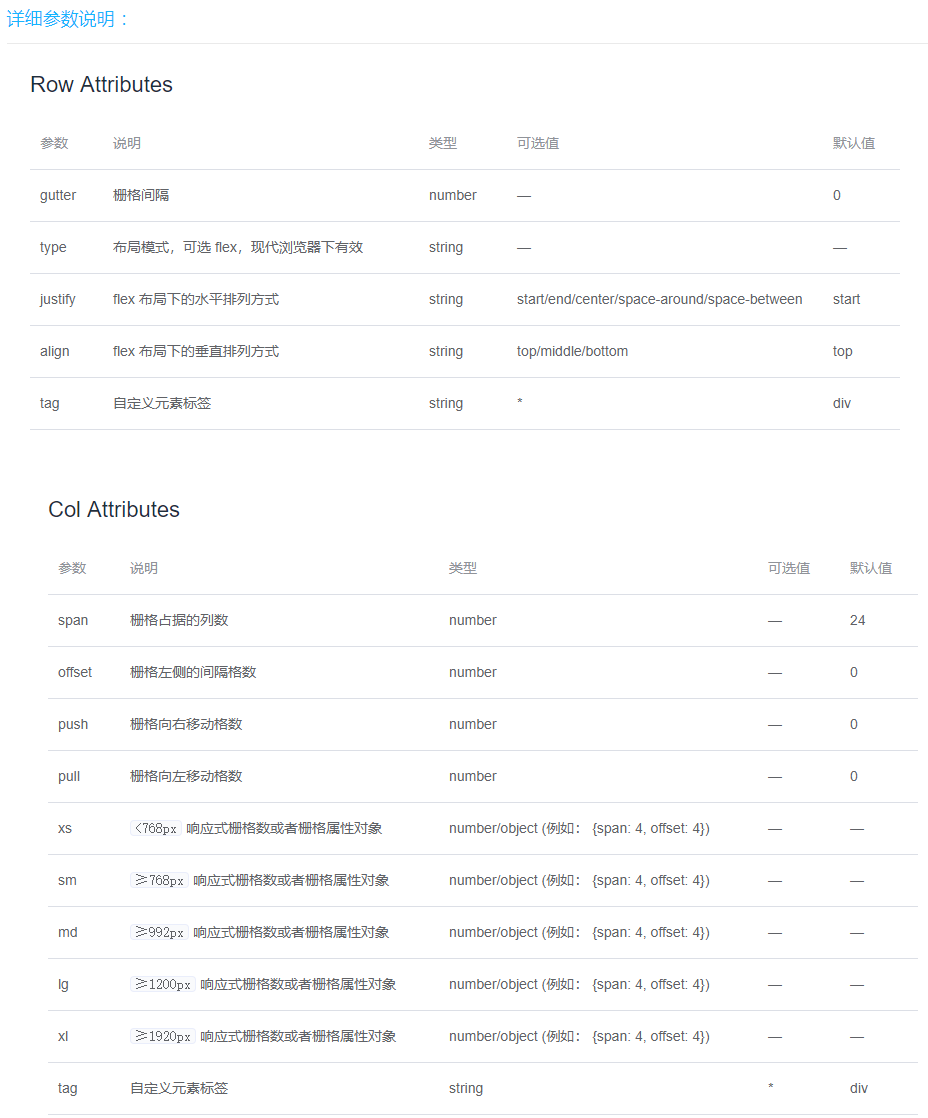 详细参数说明：
Row Attributes
参数 说明 类型 可选值 默认值
gutter 栅格间隔 number — 0
type 布局模式，可选 flex，现代浏览器下有效 string — —
justify flex 布局下的水平排列方式 string start/end/center/space-around/space-between start
align flex 布局下的垂直排列方式 string top/middle/bottom top
tag 自定义元素标签 string * div
Col Attributes
参数 说明 类型 可选值 默认值
span 栅格占据的列数 number — 24
offset 栅格左侧的间隔格数 number — 0
push 栅格向右移动格数 number — 0
pull 栅格向左移动格数 number — 0
xs <768px 响应式栅格数或者栅格属性对象 number/object (例如： {span: 4, offset: 4}) — —
sm ≥768px 响应式栅格数或者栅格属性对象 number/object (例如： {span: 4, offset: 4}) — —
md ≥992px 响应式栅格数或者栅格属性对象 number/object (例如： {span: 4, offset: 4}) — —
lg ≥1200px 响应式栅格数或者栅格属性对象 number/object (例如： {span: 4, offset: 4}) — —
xl ≥1920px 响应式栅格数或者栅格属性对象 number/object (例如： {span: 4, offset: 4}) — —
tag 自定义元素标签 string * div